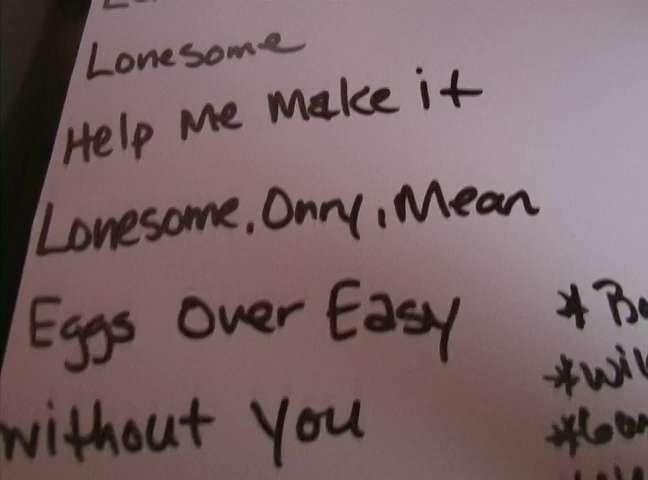 Lonesome
Help Me Make it
Lonesome, Onry, Mean
Eggs Over Easy
without you